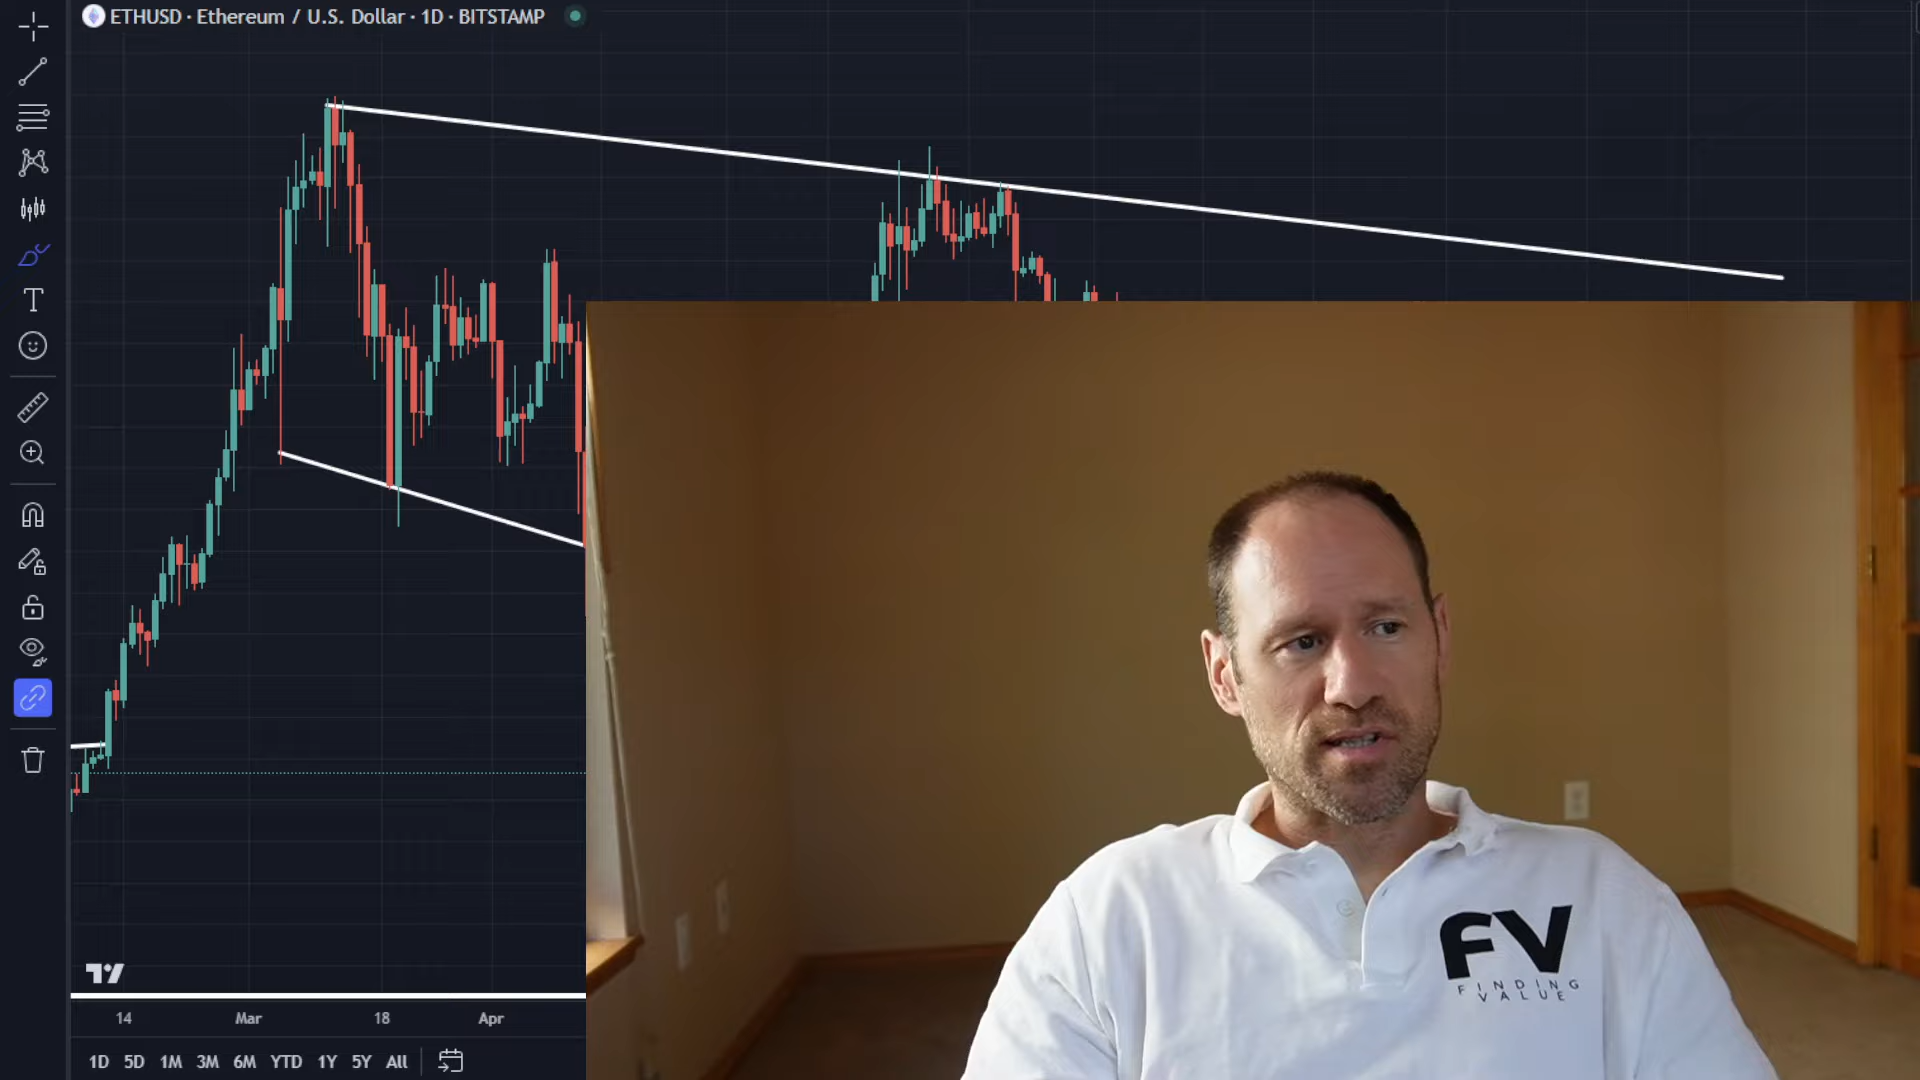 ETHUSD · Ethereum / U.S. Dollar · 1D · BITSTAMP
FV
FINDING
VALUE
14 Mar 18 Apr
1D 5D 1M 3M 6M YTD 1Y 5Y All